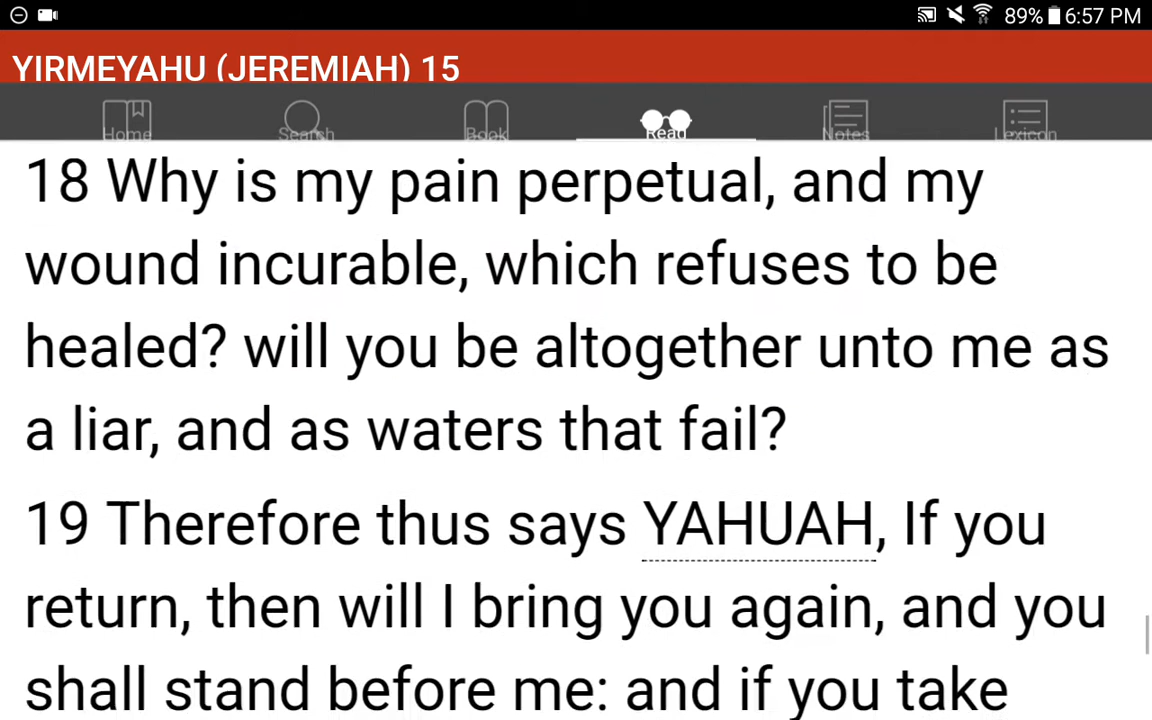 89% 6:57 PM
YIRMEYAHU (JEREMIAH) 15
Home Search Book Read Notes Lexicon
18 Why is my pain perpetual, and my
wound incurable, which refuses to be
healed? will you be altogether unto me as
a liar, and as waters that fail?
19 Therefore thus says YAHUAH, If you
return, then will I bring you again, and you
shall stand before me: and if you take